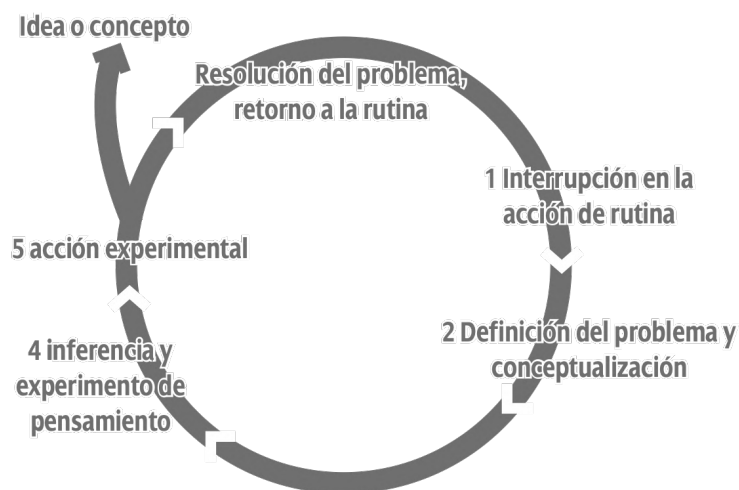 Idea o concepto
Resolución del problema,
retorno a la rutina
1 Interrupción en la
acción de rutina
2 Definición del problema y
conceptualización
5 acción experimental
4 inferencia y
experimento de
pensamiento